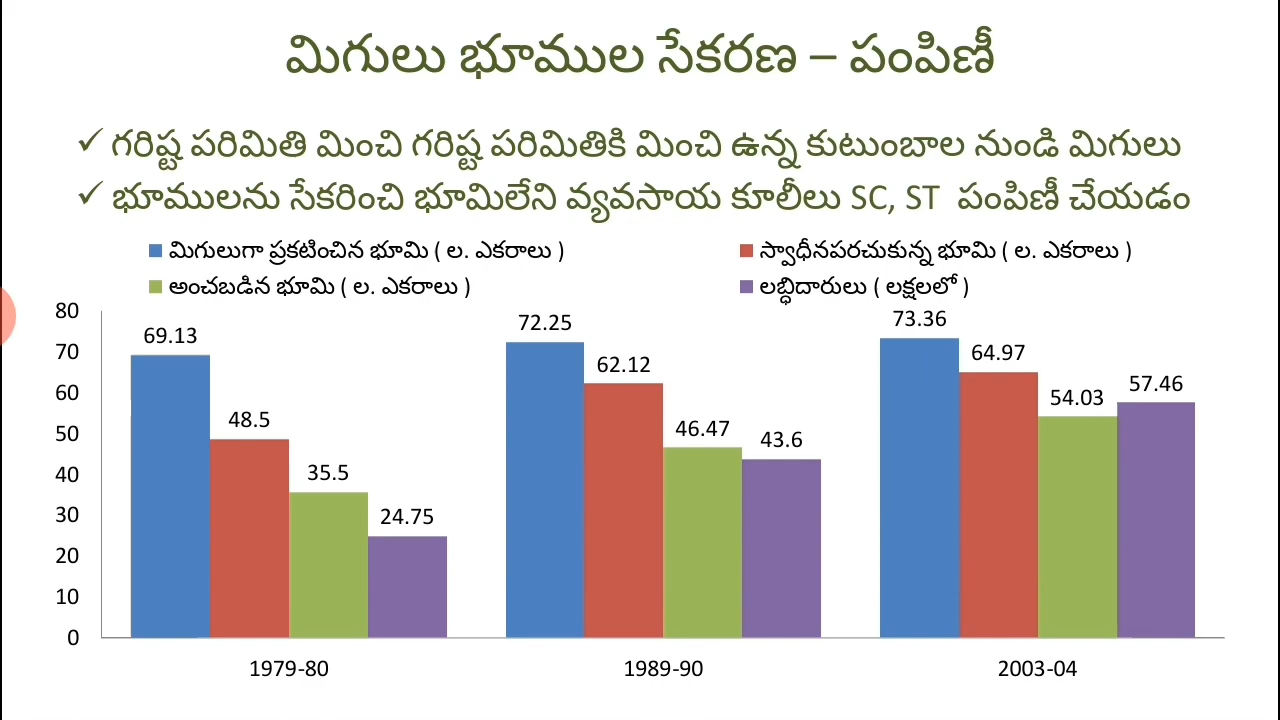 మిగులు భూముల సేకరణ – పంపిణీ
✓ గరిష్ట పరిమితి మించి గరిష్ట పరిమితికి మించి ఉన్న కుటుంబాల నుండి మిగులు
✓ భూములను సేకరించి భూమిలేని వ్యవసాయ కూలీలు SC, ST పంపిణీ చేయడం
మిగులుగా ప్రకటించిన భూమి ( ల. ఎకరాలు ) స్వాధీనపరచుకున్న భూమి ( ల. ఎకరాలు )
అంచబడిన భూమి ( ల. ఎకరాలు ) లబ్ధిదారులు ( లక్షలలో )
80
70
60
50
40
30
20
10
0
69.13 48.5 35.5 24.75
72.25 62.12 46.47 43.6
73.36 64.97 54.03 57.46
1979-80 1989-90 2003-04